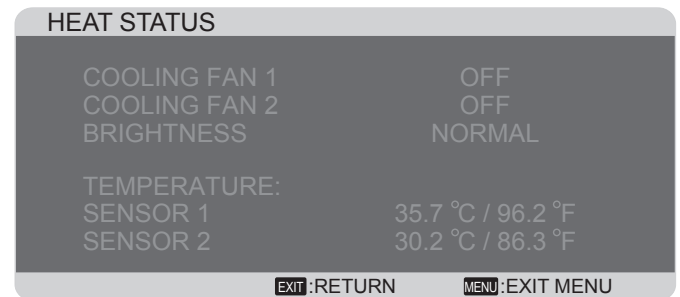 HEAT STATUS
COOLING FAN 1 OFF
COOLING FAN 2 OFF
BRIGHTNESS NORMAL
TEMPERATURE:
SENSOR 1 35.7 °C / 96.2 °F
SENSOR 2 30.2 °C / 86.3 °F
EXIT:RETURN MENU:EXIT MENU